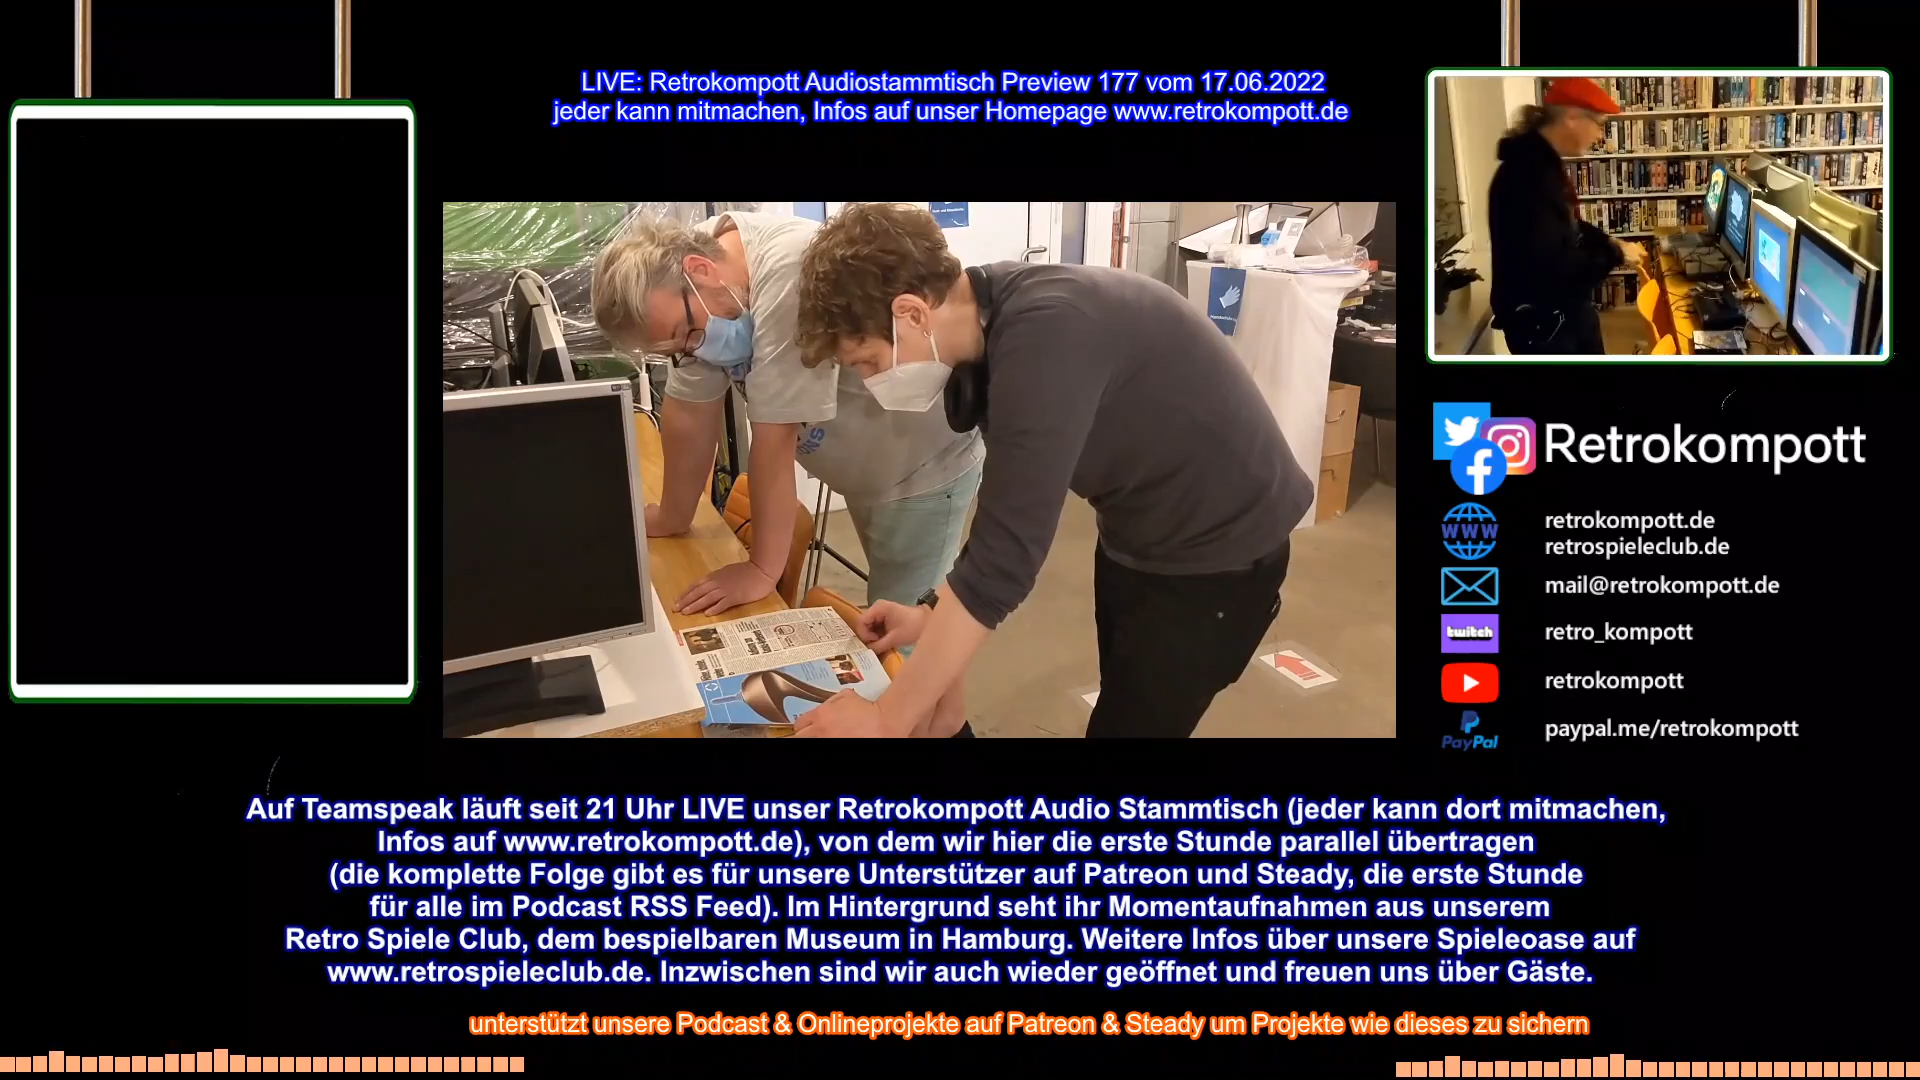 LIVE: Retrokompott Audiostammtisch Preview 177 vom 17.06.2022
jeder kann mitmachen, Infos auf unser Homepage www.retrokompott.de
Retrokompott
WWW
retrokompott.de
retrospieleclub.de
mail@retrokompott.de
twitch
retro_kompott
retrokompott
PayPal
paypal.me/retrokompott
Auf Teamspeak läuft seit 21 Uhr LIVE unser Retrokompott Audio Stammtisch (jeder kann dort mitmachen,
Infos auf www.retrokompott.de), von dem wir hier die erste Stunde parallel übertragen
(die komplette Folge gibt es für unsere Unterstützer auf Patreon und Steady, die erste Stunde
für alle im Podcast RSS Feed). Im Hintergrund seht ihr Momentaufnahmen aus unserem
Retro Spiele Club, dem bespielbaren Museum in Hamburg. Weitere Infos über unsere Spieleoase auf
www.retrospieleclub.de. Inzwischen sind wir auch wieder geöffnet und freuen uns über Gäste.
unterstützt unsere Podcast & Onlineprojekte auf Patreon & Steady um Projekte wie dieses zu sichern